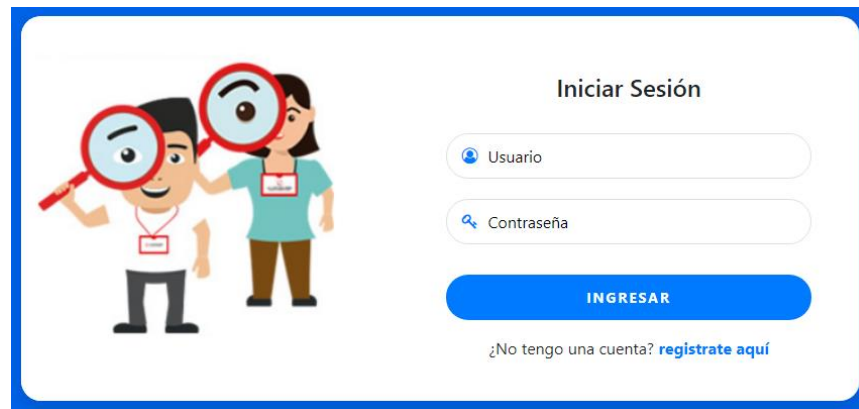 Iniciar Sesión
Usuario
Contraseña
INGRESAR
¿No tengo una cuenta? registrate aquí